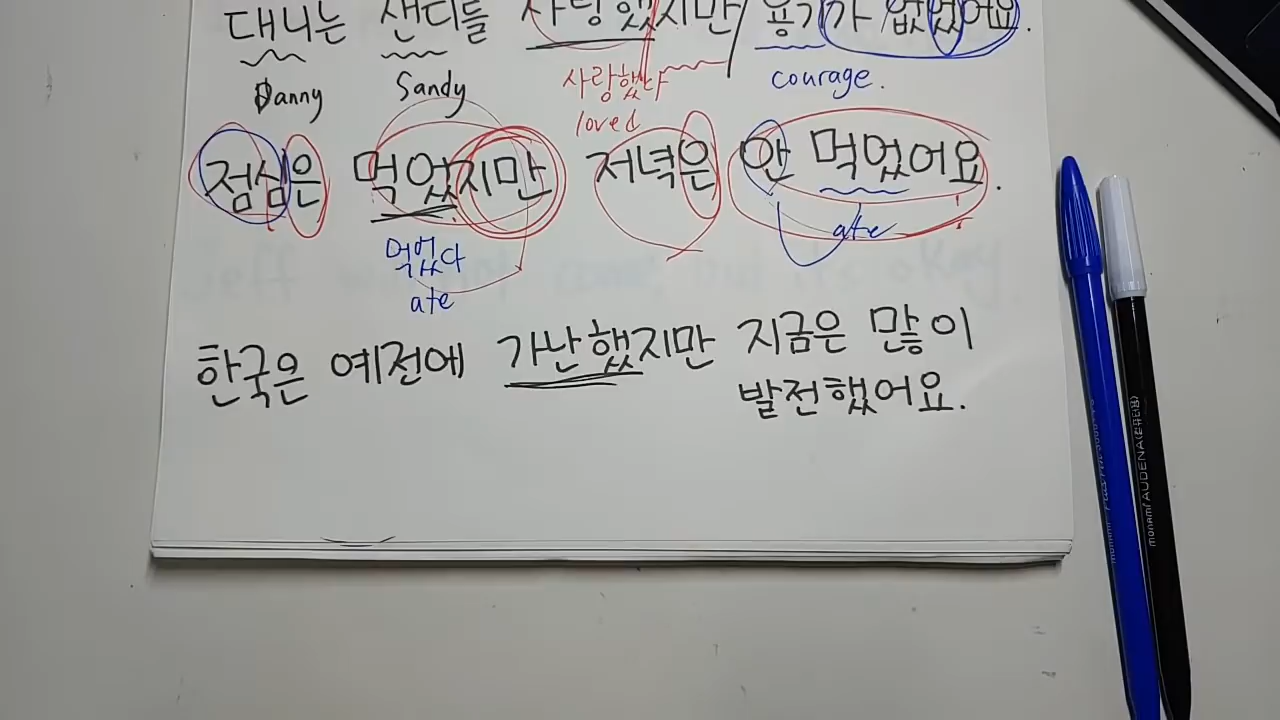 대니는 샌디를 사랑했지만 / 용기가 없었어요.
Danny Sandy 사랑했다 courage.
loved
점심은 먹었지만 저녁은 안 먹었어요.
먹었다 ate
ate
한국은 예전에 가난했지만 지금은 많이
발전했어요.
monami AUDENA